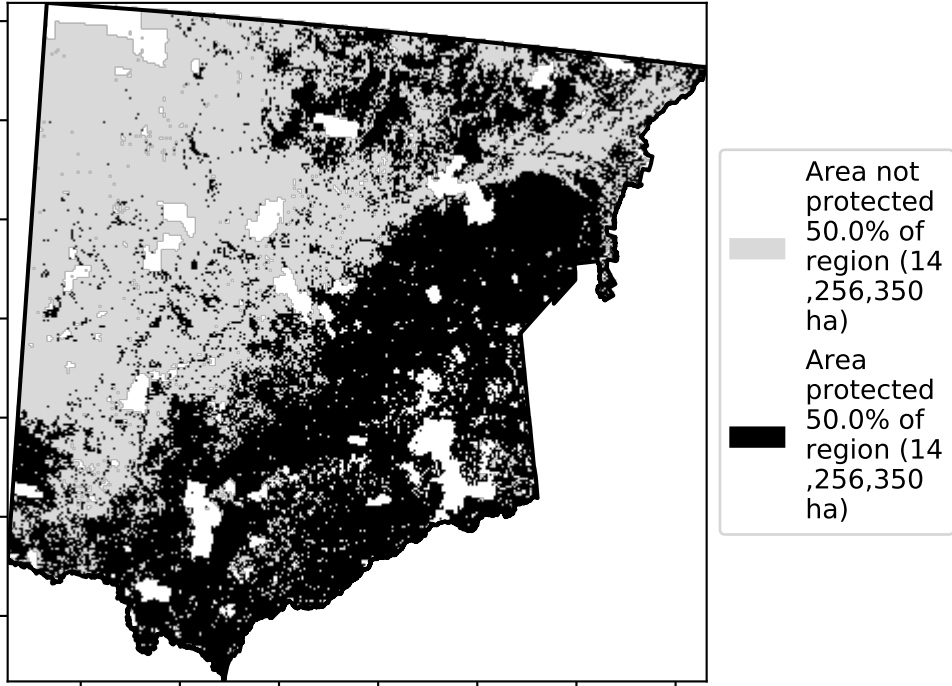 Area not
protected
50.0% of
region (14
,256,350
ha)
Area
protected
50.0% of
region (14
,256,350
ha)